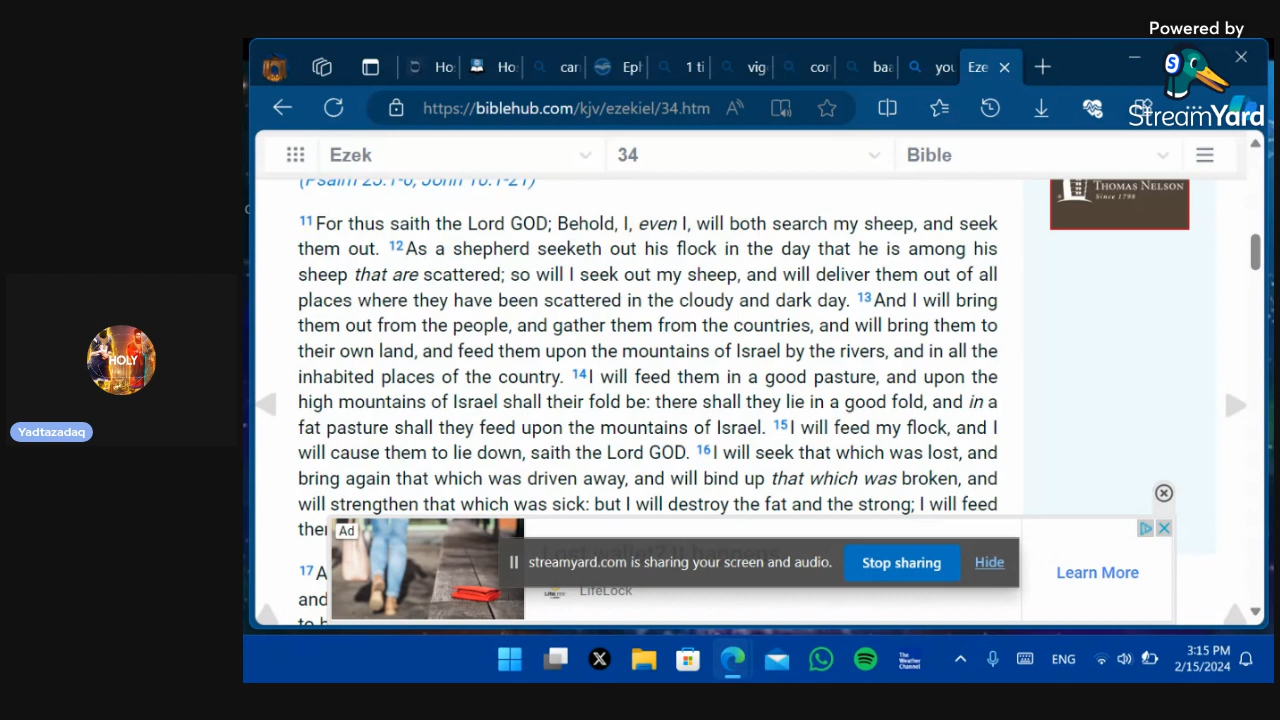 Powered by
StreamYard
Ho
Ho
car
Epl
1 ti
vig
cor
baa
you
Eze
https://biblehub.com/kjv/ezekiel/34.htm
Ezek
34
Bible
(Psalm 23:1-6; John 10:1-21)
THOMAS NELSON
Since 1798
11 For thus saith the Lord GOD; Behold, I, even I, will both search my sheep, and seek
them out. 12 As a shepherd seeketh out his flock in the day that he is among his
sheep that are scattered; so will I seek out my sheep, and will deliver them out of all
places where they have been scattered in the cloudy and dark day. 13 And I will bring
them out from the people, and gather them from the countries, and will bring them to
their own land, and feed them upon the mountains of Israel by the rivers, and in all the
inhabited places of the country. 14 I will feed them in a good pasture, and upon the
high mountains of Israel shall their fold be: there shall they lie in a good fold, and in a
fat pasture shall they feed upon the mountains of Israel. 15 I will feed my flock, and I
will cause them to lie down, saith the Lord GOD. 16 I will seek that which was lost, and
bring again that which was driven away, and will bind up that which was broken, and
will strengthen that which was sick: but I will destroy the fat and the strong; I will feed
17 A
and
Ad
streamyard.com is sharing your screen and audio.
Stop sharing
Hide
LifeLock
Learn More
HOLY
Yadtazadaq
The
Weather
Channel
ENG
3:15 PM
2/15/2024